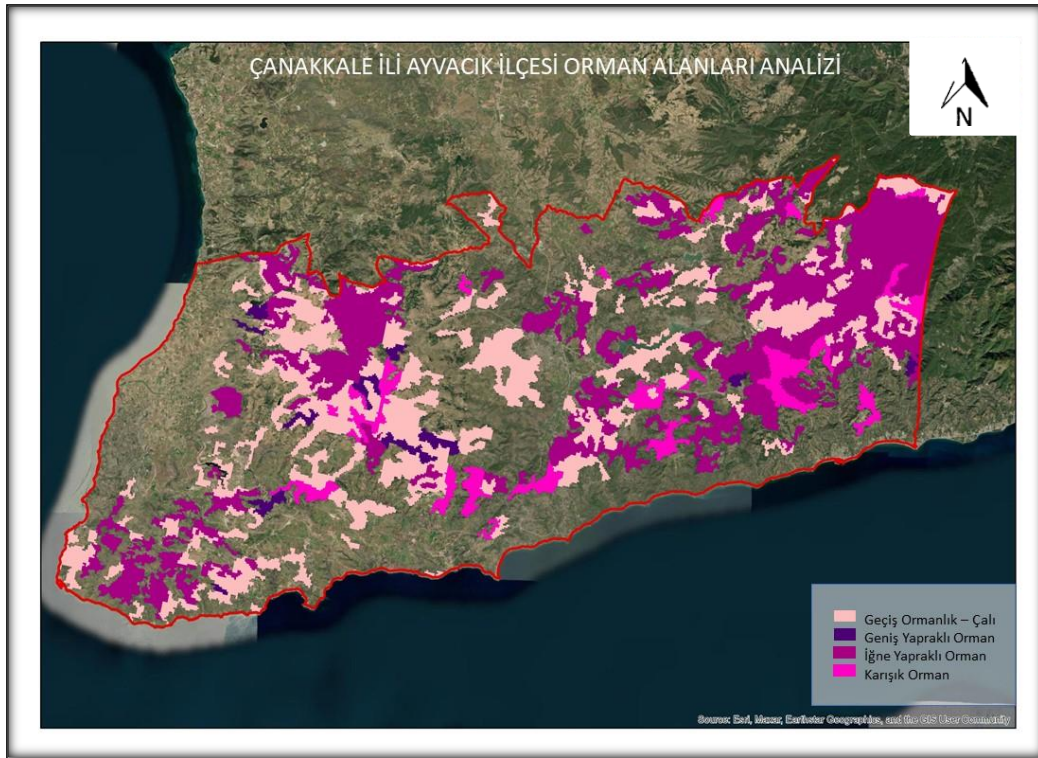 ÇANAKKALE İLİ AYVACIK İLÇESİ ORMAN ALANLARI ANALİZİ
N
Geçiş Ormanlık – Çalı
Geniş Yapraklı Orman
İğne Yapraklı Orman
Karışık Orman
Source: Esri, Maxar, Earthstar Geographics, and the GIS User Community